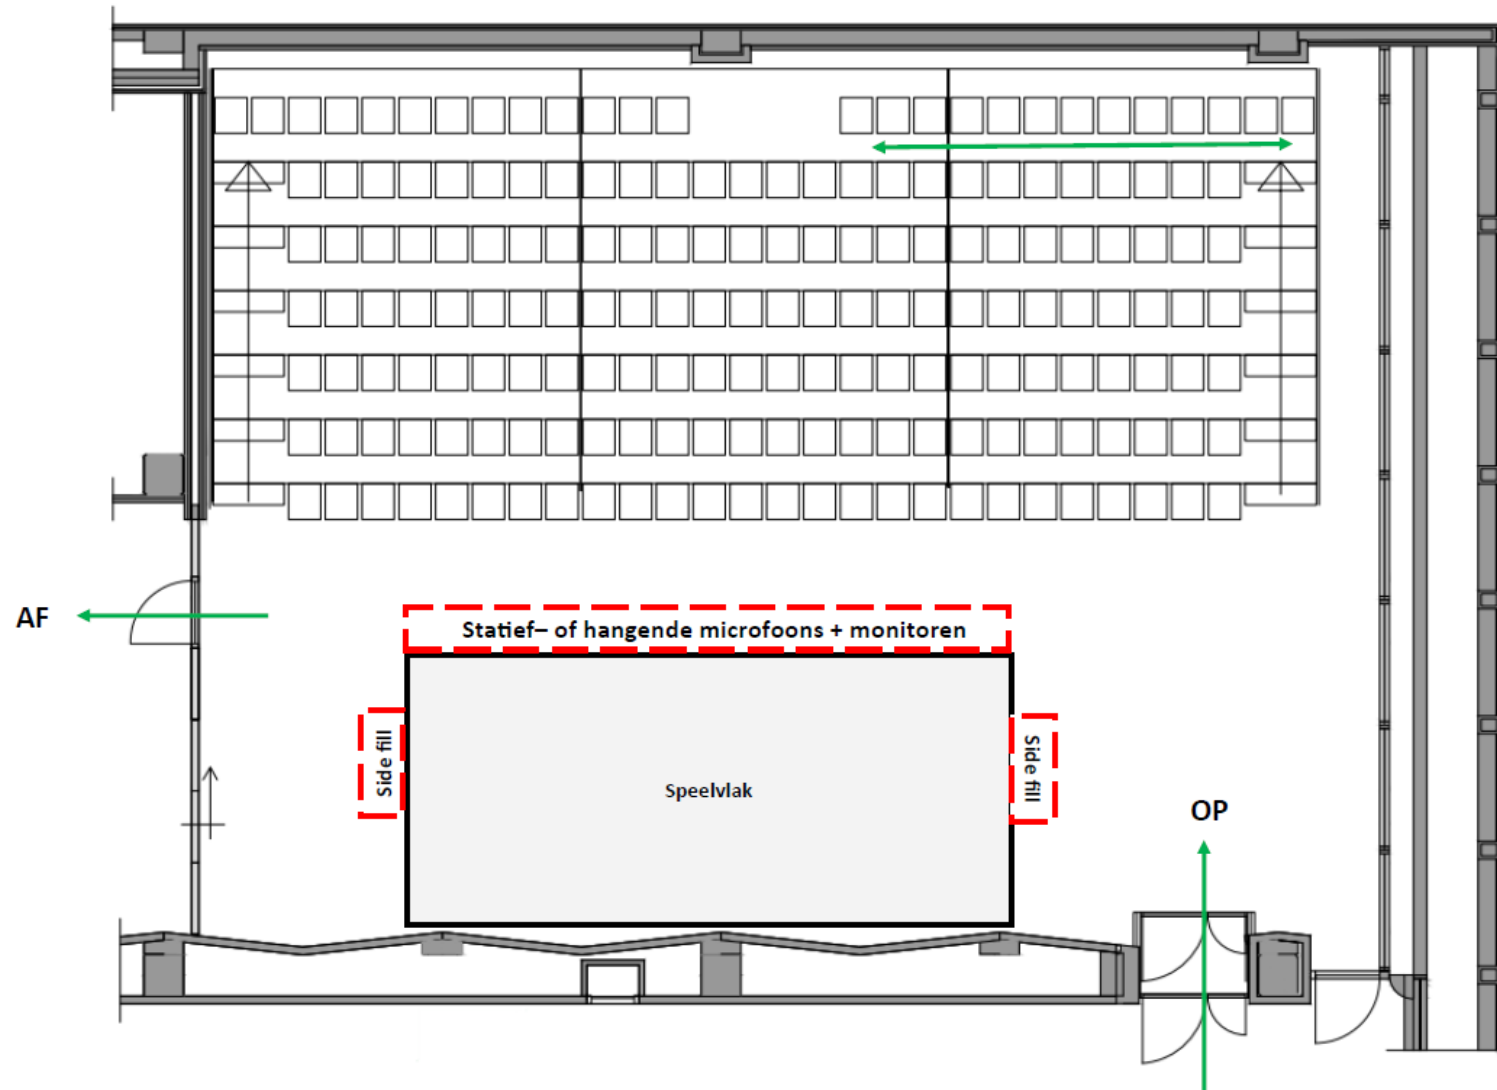 AF
Statief– of hangende microfoons + monitoren
Side fill
Side fill
Speelvlak
OP